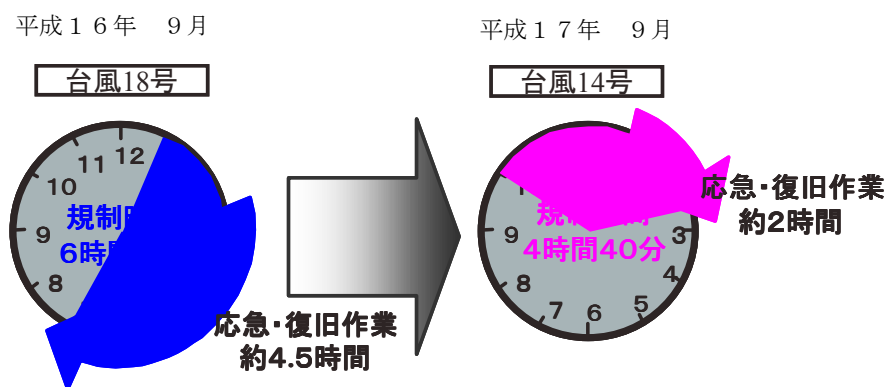 平成１６年　９月
平成１７年　９月
台風18号
台風14号
12
11
10
9
8
規制時
6時間
応急・復旧作業
約4.5時間
応急・復旧作業
約2時間
4時間40分
9
8
7
6
5
4
3